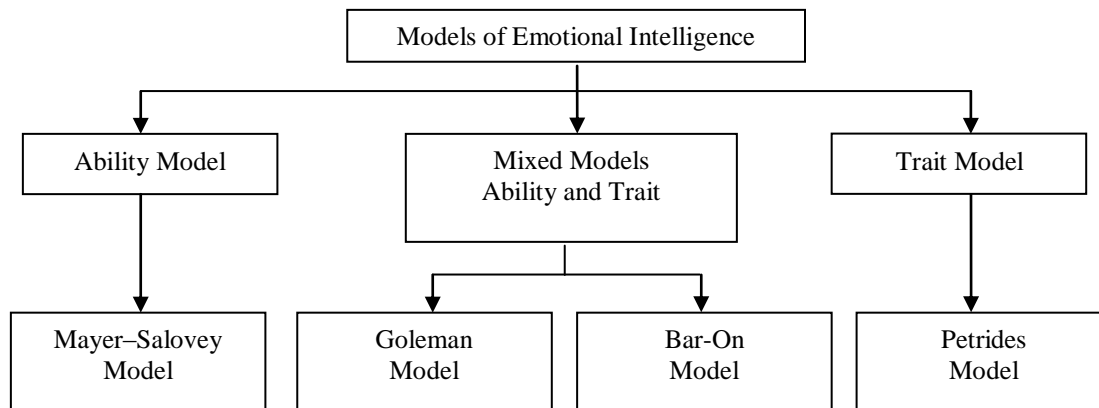 Models of Emotional Intelligence
Ability Model
Mixed Models
Ability and Trait
Trait Model
Mayer–Salovey
Model
Goleman
Model
Bar-On
Model
Petrides
Model